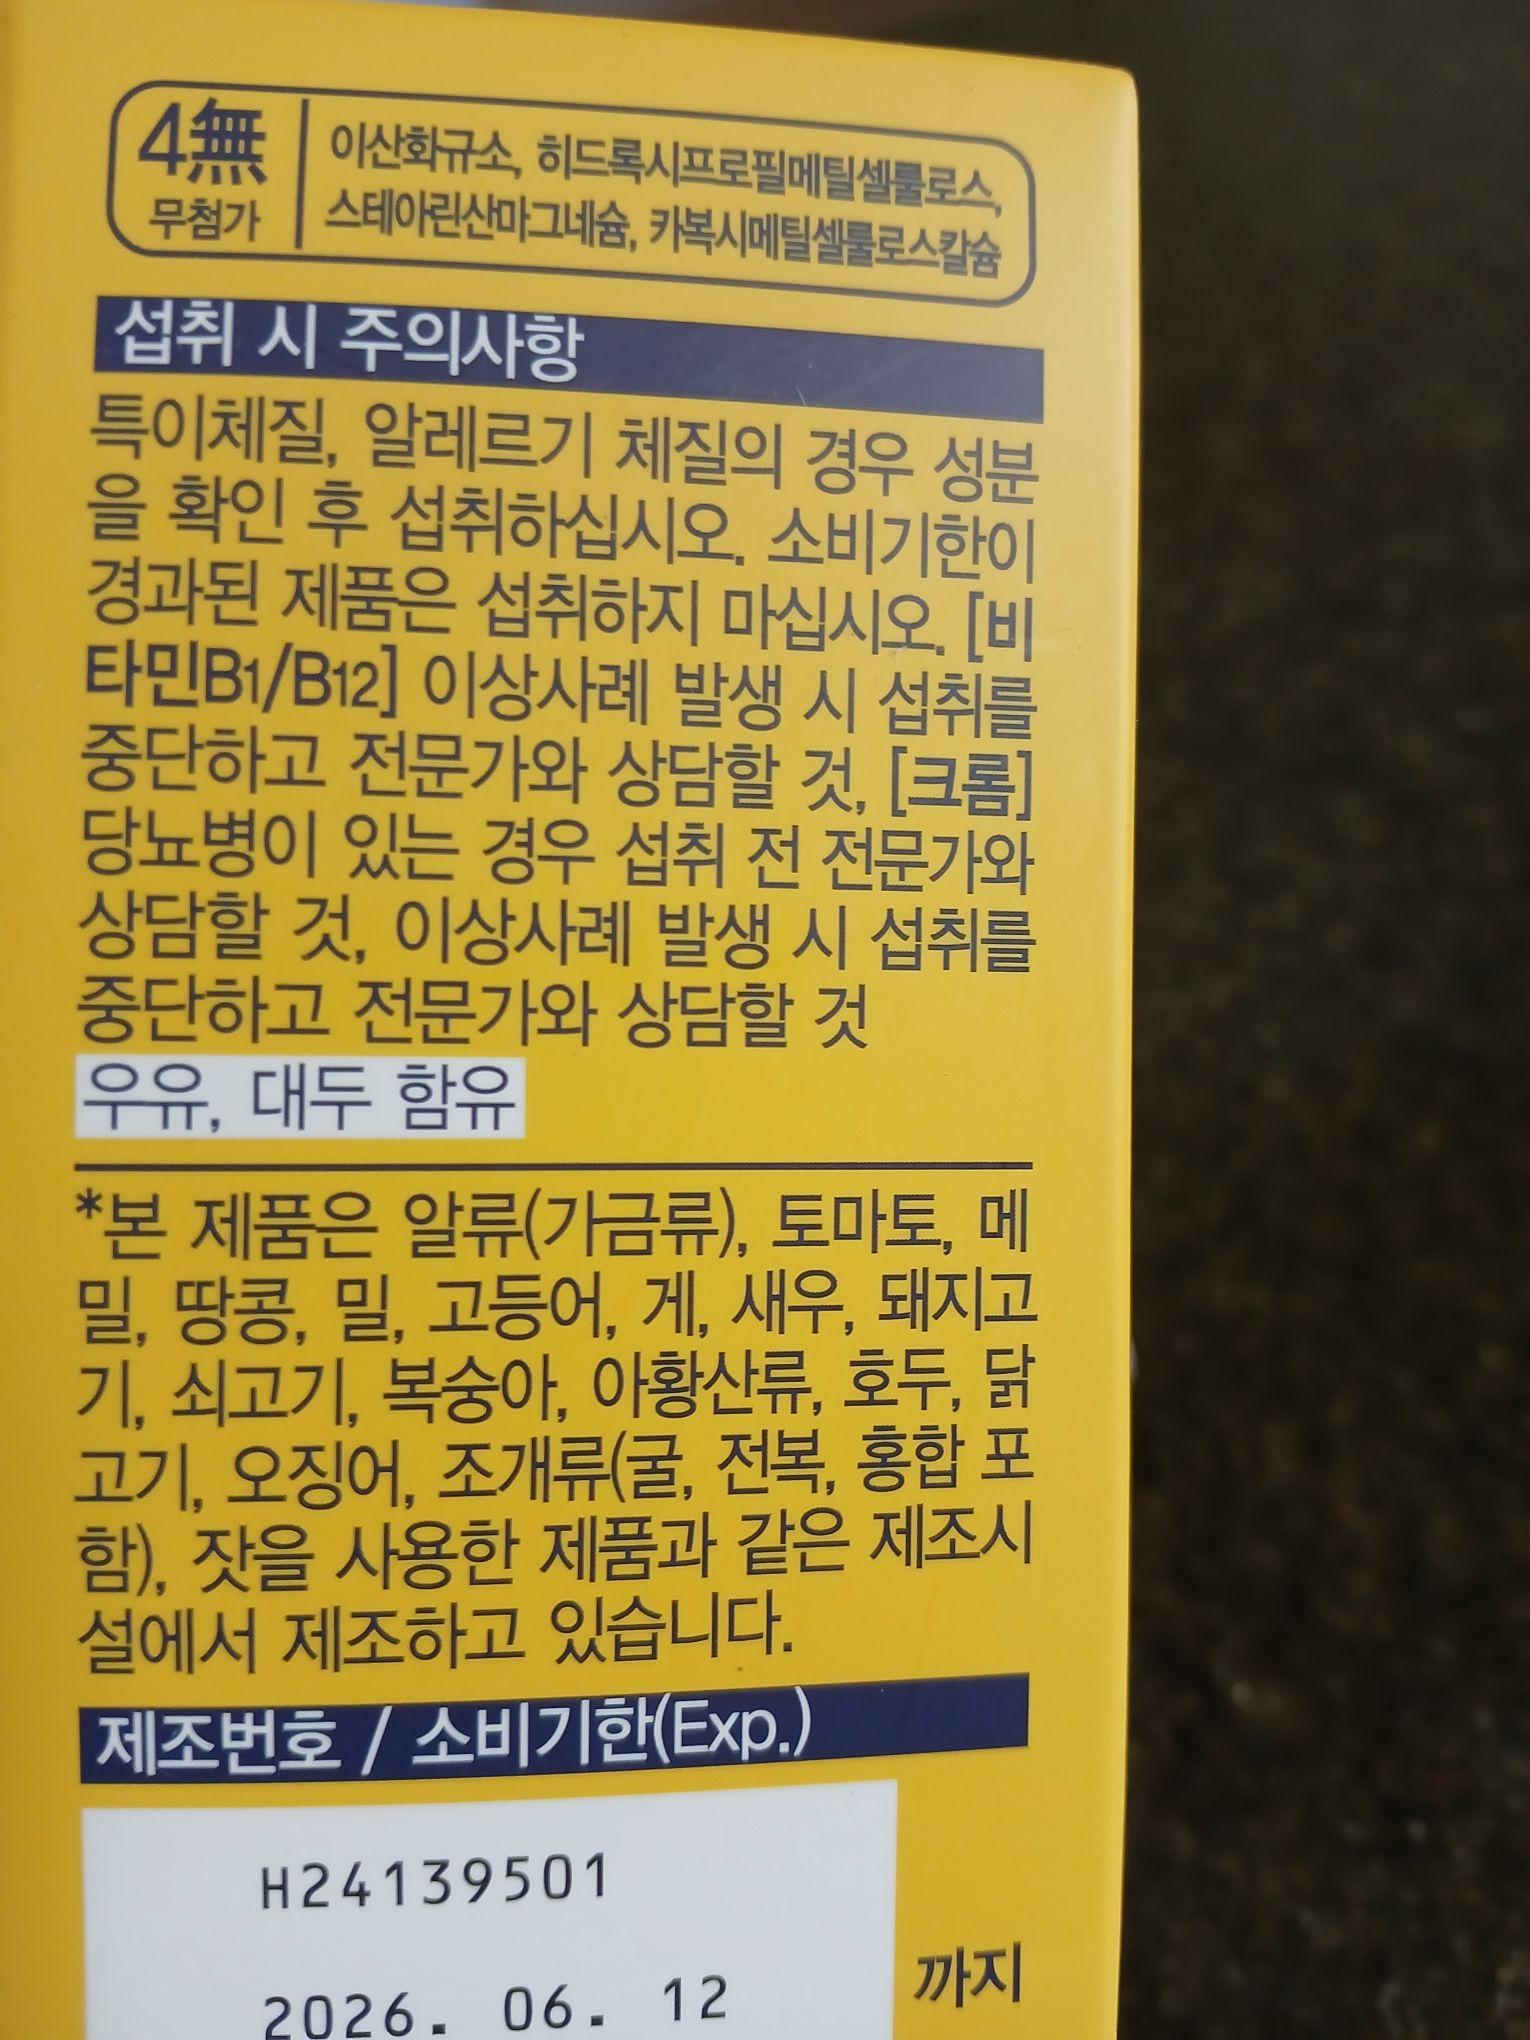 4無
무첨가
이산화규소, 히드록시프로필메틸셀룰로스,
스테아린산마그네슘, 카복시메틸셀룰로스칼슘
섭취 시 주의사항
특이체질, 알레르기 체질의 경우 성분
을 확인 후 섭취하십시오. 소비기한이
경과된 제품은 섭취하지 마십시오. [비
타민B1/B12] 이상사례 발생 시 섭취를
중단하고 전문가와 상담할 것, [크롬]
당뇨병이 있는 경우 섭취 전 전문가와
상담할 것, 이상사례 발생 시 섭취를
중단하고 전문가와 상담할 것
우유, 대두 함유
*본 제품은 알류(가금류), 토마토, 메
밀, 땅콩, 밀, 고등어, 게, 새우, 돼지고
기, 쇠고기, 복숭아, 아황산류, 호두, 닭
고기, 오징어, 조개류(굴, 전복, 홍합 포
함), 잣을 사용한 제품과 같은 제조시
설에서 제조하고 있습니다.
제조번호 / 소비기한(Exp.)
H24139501
2026. 06. 12 까지